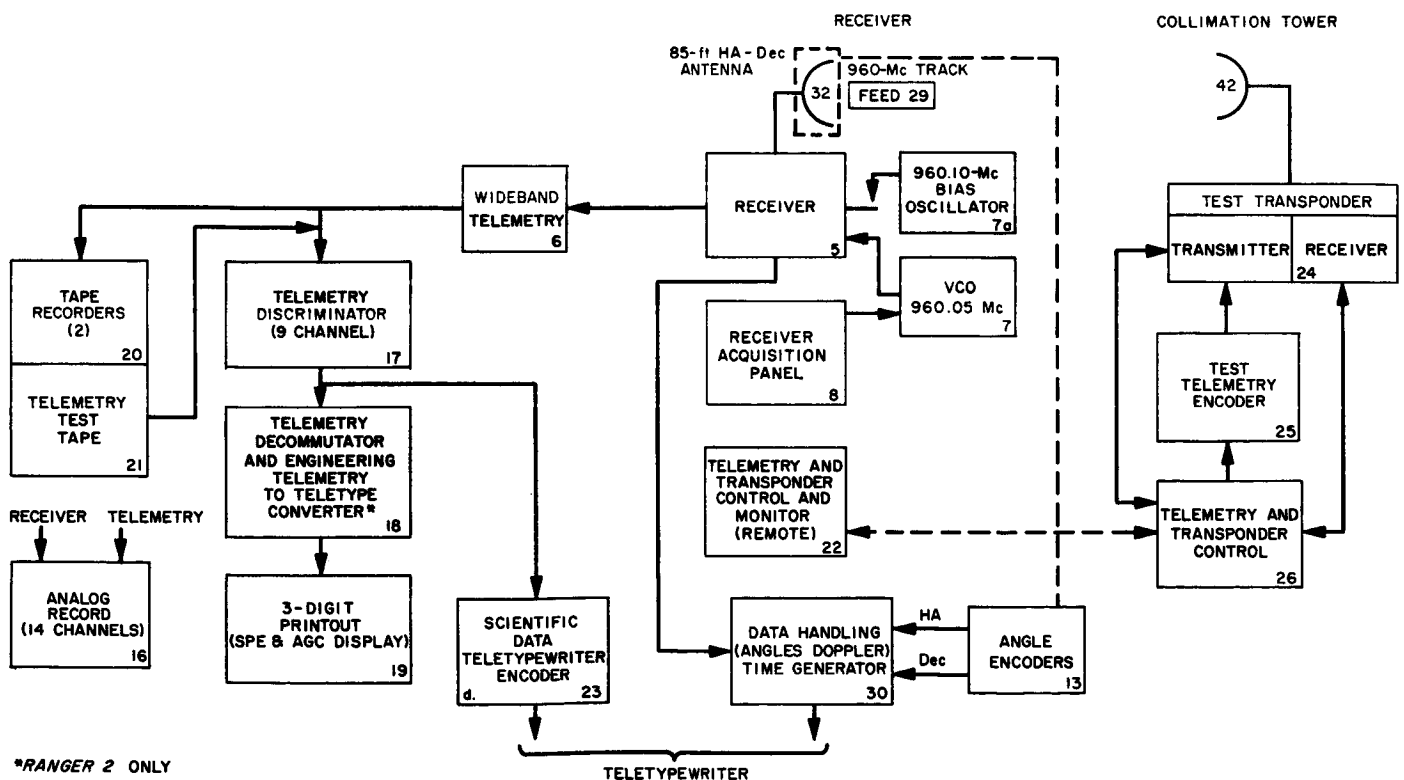 RECEIVER
COLLIMATION TOWER
85-ft HA-Dec
ANTENNA
32
960-Mc TRACK
FEED 29
42
WIDEBAND
TELEMETRY
6
RECEIVER
5
960.10-Mc
BIAS
OSCILLATOR
7a
TEST TRANSPONDER
TRANSMITTER
RECEIVER
24
TAPE
RECORDERS
(2)
20
TELEMETRY
DISCRIMINATOR
(9 CHANNEL)
17
VCO
960.05 Mc
7
RECEIVER
ACQUISITION
PANEL
8
TEST
TELEMETRY
ENCODER
25
TELEMETRY
TEST
TAPE
21
TELEMETRY
DECOMMUTATOR
AND ENGINEERING
TELEMETRY
TO TELETYPE
CONVERTER*
18
TELEMETRY AND
TRANSPONDER
CONTROL AND
MONITOR
(REMOTE)
22
TELEMETRY AND
TRANSPONDER
CONTROL
26
RECEIVER
TELEMETRY
ANALOG
RECORD
(14 CHANNELS)
16
3-DIGIT
PRINTOUT
(SPE & AGC DISPLAY)
19
SCIENTIFIC
DATA
TELETYPEWRITER
ENCODER
d.
23
DATA HANDLING
(ANGLES DOPPLER)
TIME GENERATOR
30
HA
Dec
ANGLE
ENCODERS
13
*RANGER 2 ONLY
TELETYPEWRITER